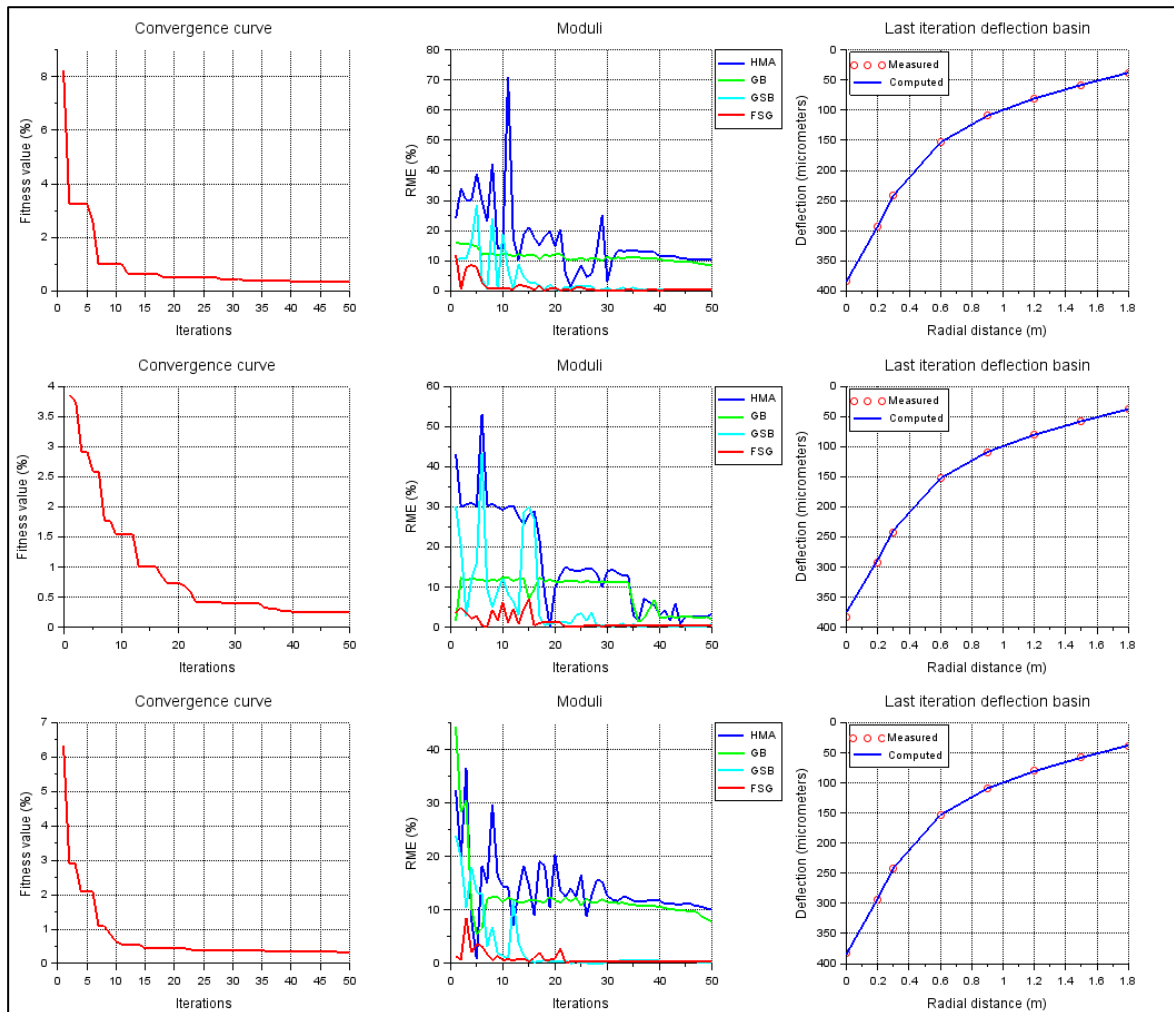 Convergence curve
Fitness value (%)
8
6
4
2
0
0 5 10 15 20 25 30 35 40 45 50
Iterations
Moduli
RME (%)
80
70
60
50
40
30
20
10
0
0 10 20 30 40 50
Iterations
HMA
GB
GSB
FSG
Last iteration deflection basin
Deflection (micrometers)
0
50
100
150
200
250
300
350
400
Measured
Computed
0 0.2 0.4 0.6 0.8 1 1.2 1.4 1.6 1.8
Radial distance (m)
Convergence curve
Fitness value (%)
4
3.5
3
2.5
2
1.5
1
0.5
0
0 10 20 30 40 50
Iterations
Moduli
RME (%)
60
50
40
30
20
10
0
0 10 20 30 40 50
Iterations
HMA
GB
GSB
FSG
Last iteration deflection basin
Deflection (micrometers)
0
50
100
150
200
250
300
350
400
Measured
Computed
0 0.2 0.4 0.6 0.8 1 1.2 1.4 1.6 1.8
Radial distance (m)
Convergence curve
Fitness value (%)
7
6
5
4
3
2
1
0
0 5 10 15 20 25 30 35 40 45 50
Iterations
Moduli
RME (%)
40
30
20
10
0
0 10 20 30 40 50
Iterations
HMA
GB
GSB
FSG
Last iteration deflection basin
Deflection (micrometers)
0
50
100
150
200
250
300
350
400
Measured
Computed
0 0.2 0.4 0.6 0.8 1 1.2 1.4 1.6 1.8
Radial distance (m)